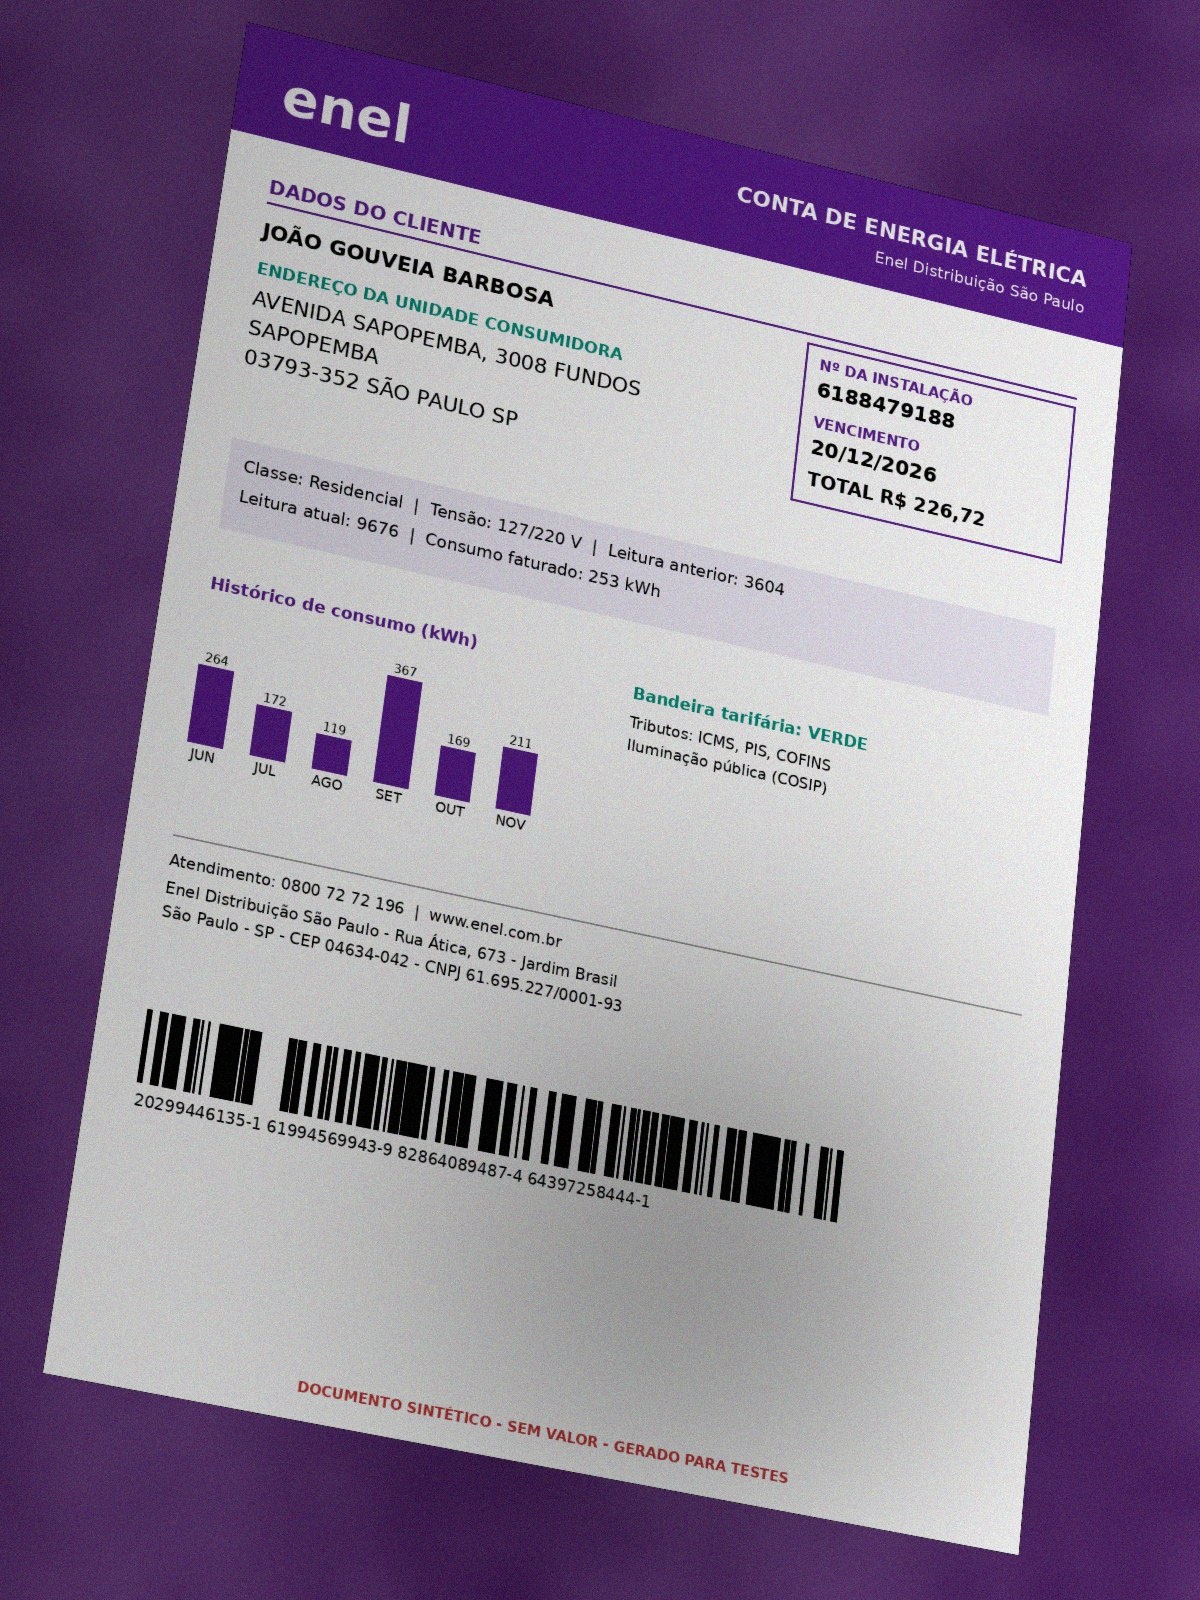 enel
CONTA DE ENERGIA ELÉTRICA
Enel Distribuição São Paulo
DADOS DO CLIENTE
JOÃO GOUVEIA BARBOSA
ENDEREÇO DA UNIDADE CONSUMIDORA
AVENIDA SAPOPEMBA, 3008 FUNDOS
SAPOPEMBA
03793-352 SÃO PAULO SP
Nº DA INSTALAÇÃO
6188479188
VENCIMENTO
20/12/2026
TOTAL R$ 226,72
Classe: Residencial | Tensão: 127/220 V | Leitura anterior: 3604
Leitura atual: 9676 | Consumo faturado: 253 kWh
Histórico de consumo (kWh)
264 172 119 367 169 211
JUN JUL AGO SET OUT NOV
Bandeira tarifária: VERDE
Tributos: ICMS, PIS, COFINS
Iluminação pública (COSIP)
Atendimento: 0800 72 72 196 | www.enel.com.br
Enel Distribuição São Paulo - Rua Ática, 673 - Jardim Brasil
São Paulo - SP - CEP 04634-042 - CNPJ 61.695.227/0001-93
20299446135-1 61994569943-9 82864089487-4 64397258444-1
DOCUMENTO SINTÉTICO - SEM VALOR - GERADO PARA TESTES